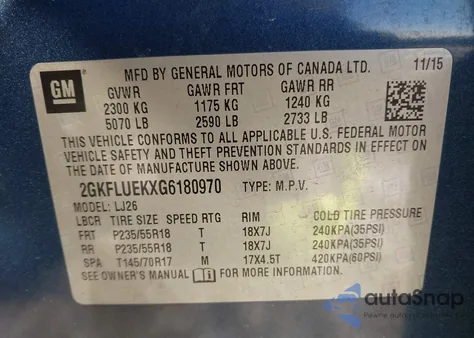 GM
MFD BY GENERAL MOTORS OF CANADA LTD. 11/15
GVWR GAWR FRT GAWR RR
2300 KG 1175 KG 1240 KG
5070 LB 2590 LB 2733 LB
THIS VEHICLE CONFORMS TO ALL APPLICABLE U.S. FEDERAL MOTOR
VEHICLE SAFETY AND THEFT PREVENTION STANDARDS IN EFFECT ON
THE DATE OF MANUFACTURE SHOWN ABOVE.
2GKFLUEKXG6180970 TYPE: M.P.V.
MODEL: LJ26
LBCR TIRE SIZE SPEED RTG RIM COLD TIRE PRESSURE
FRT P235/55R18 T 18X7J 240KPA(35PSI)
RR P235/55R18 T 18X7J 240KPA(35PSI)
SPA T145/70R17 M 17X4.5T 420KPA(60PSI)
SEE OWNER'S MANUAL FOR MORE INFORMATION.
autoSnap